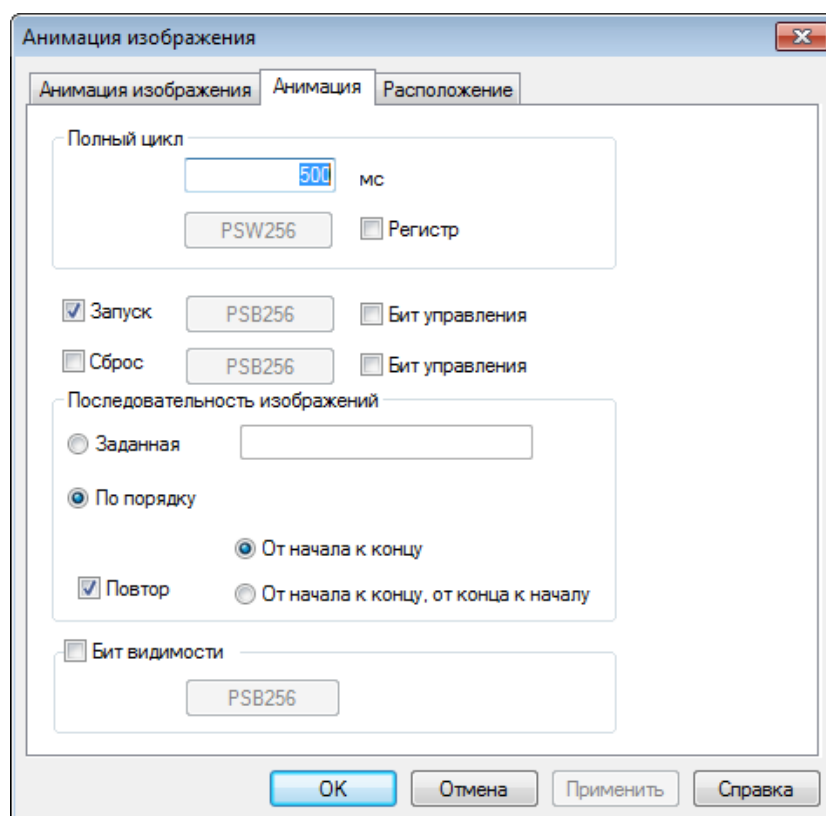 Анимация изображения
Анимация изображения Анимация Расположение
Полный цикл
500 мс
PSW256 Регистр
Запуск PSB256 Бит управления
Сброс PSB256 Бит управления
Последовательность изображений
Заданная
По порядку
От начала к концу
Повтор От начала к концу, от конца к началу
Бит видимости
PSB256
OK Отмена Применить Справка